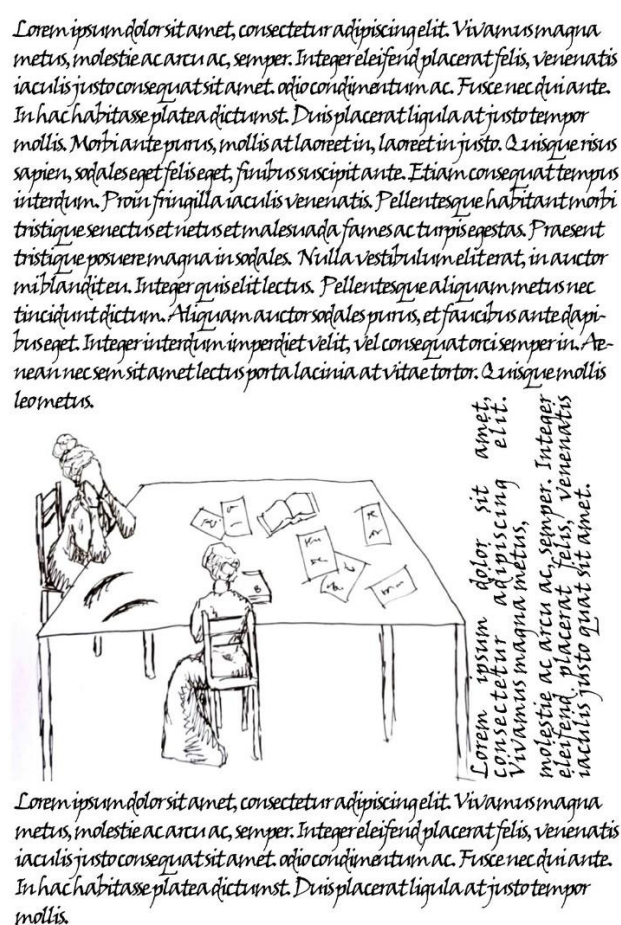 Lorem ipsum dolor sit amet, consectetur adipiscing elit. Vivamus magna
metus, molestie ac arcu ac, semper. Integer eleifend placerat felis, venenatis
iaculis justo consequat sit amet. odio condimentum ac. Fusce nec dui ante.
In hac habitasse platea dictumst. Duis placerat ligula at justo tempor
mollis. Morbi ante purus, mollis at laoreet in, laoreet in justo. Quisque risus
sapien, sodales eget felis eget, finibus suscipit ante. Etiam consequat tempus
interdum. Proin fringilla iaculis venenatis. Pellentesque habitant morbi
tristique senectus et netus et malesuada fames ac turpis egestas. Praesent
tristique posuere magna in sodales. Nulla vestibulum elit erat, in auctor
mi blandit eu. Integer quis elit lectus. Pellentesque aliquam metus nec
tincidunt dictum. Aliquam auctor sodales purus, et faucibus ante dapi-
bus eget. Integer interdum imperdiet velit, vel consequat orci semper in. Ae-
nean nec sem sit amet lectus porta lacinia at vitae tortor. Quisque mollis
leo metus.
Lorem ipsum dolor sit amet,
consectetur adipiscing elit.
Vivamus magna metus,
molestie ac arcu ac, semper. Integer
eleifend placerat felis, venenatis
iaculis justo quat sit amet.
Lorem ipsum dolor sit amet, consectetur adipiscing elit. Vivamus magna
metus, molestie ac arcu ac, semper. Integer eleifend placerat felis, venenatis
iaculis justo consequat sit amet. odio condimentum ac. Fusce nec dui ante.
In hac habitasse platea dictumst. Duis placerat ligula at justo tempor
mollis.